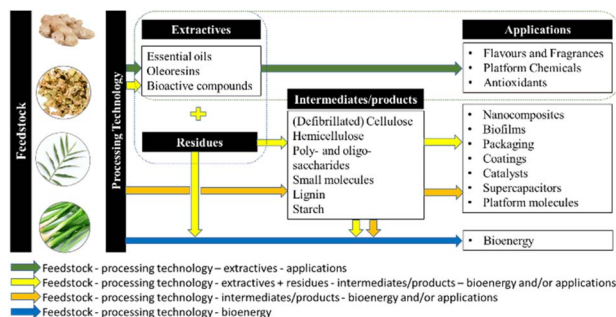 Feedstock
Processing Technology
Extractives
Essential oils
Oleoresins
Bioactive compounds
Residues
Intermediates/products
(Defibrillated) Cellulose
Hemicellulose
Poly- and oligo-
saccharides
Small molecules
Lignin
Starch
Applications
• Flavours and Fragrances
• Platform Chemicals
• Antioxidants
• Nanocomposites
• Biofilms
• Packaging
• Coatings
• Catalysts
• Supercapacitors
• Platform molecules
• Bioenergy
Feedstock - processing technology – extractives - applications
Feedstock - processing technology - extractives + residues - intermediates/products – bioenergy and/or applications
Feedstock - processing technology -intermediates/products - bioenergy and/or applications
Feedstock - processing technology - bioenergy